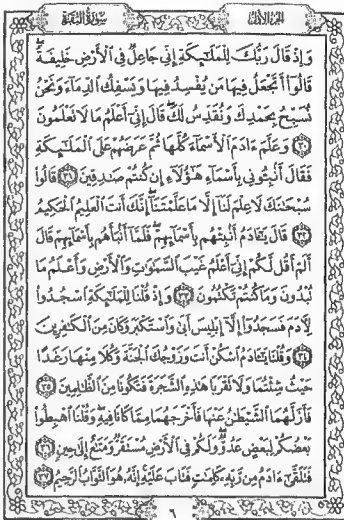 سورة البقرة الجزء الأول
وَإِذْ قَالَ رَبُّكَ لِلْمَلَـٰٓئِكَةِ إِنِّى جَاعِلٌ فِى ٱلْأَرْضِ خَلِيفَةً ۖ
قَالُوٓا۟ أَتَجْعَلُ فِيهَا مَن يُفْسِدُ فِيهَا وَيَسْفِكُ ٱلدِّمَآءَ وَنَحْنُ
نُسَبِّحُ بِحَمْدِكَ وَنُقَدِّسُ لَكَ ۖ قَالَ إِنِّىٓ أَعْلَمُ مَا لَا تَعْلَمُونَ
٣٠ وَعَلَّمَ ءَادَمَ ٱلْأَسْمَآءَ كُلَّهَا ثُمَّ عَرَضَهُمْ عَلَى ٱلْمَلَـٰٓئِكَةِ
فَقَالَ أَنۢبِـُٔونِى بِأَسْمَآءِ هَـٰٓؤُلَآءِ إِن كُنتُمْ صَـٰدِقِينَ ٣١ قَالُوا۟
سُبْحَـٰنَكَ لَا عِلْمَ لَنَآ إِلَّا مَا عَلَّمْتَنَآ ۖ إِنَّكَ أَنتَ ٱلْعَلِيمُ ٱلْحَكِيمُ
٣٢ قَالَ يَـٰٓـَٔادَمُ أَنۢبِئْهُم بِأَسْمَآئِهِمْ ۖ فَلَمَّآ أَنۢبَأَهُم بِأَسْمَآئِهِمْ قَالَ
أَلَمْ أَقُل لَّكُمْ إِنِّىٓ أَعْلَمُ غَيْبَ ٱلسَّمَـٰوَٰتِ وَٱلْأَرْضِ وَأَعْلَمُ مَا
تُبْدُونَ وَمَا كُنتُمْ تَكْتُمُونَ ٣٣ وَإِذْ قُلْنَا لِلْمَلَـٰٓئِكَةِ ٱسْجُدُوا۟
لِـَٔادَمَ فَسَجَدُوٓا۟ إِلَّآ إِبْلِيسَ أَبَىٰ وَٱسْتَكْبَرَ وَكَانَ مِنَ ٱلْكَـٰفِرِينَ
٣٤ وَقُلْنَا يَـٰٓـَٔادَمُ ٱسْكُنْ أَنتَ وَزَوْجُكَ ٱلْجَنَّةَ وَكُلَا مِنْهَا رَغَدًا
حَيْثُ شِئْتُمَا وَلَا تَقْرَبَا هَـٰذِهِ ٱلشَّجَرَةَ فَتَكُونَا مِنَ ٱلظَّـٰلِمِينَ ٣٥
فَأَزَلَّهُمَا ٱلشَّيْطَـٰنُ عَنْهَا فَأَخْرَجَهُمَا مِمَّا كَانَا فِيهِ ۖ وَقُلْنَا ٱهْبِطُوا۟
بَعْضُكُمْ لِبَعْضٍ عَدُوٌّ ۖ وَلَكُمْ فِى ٱلْأَرْضِ مُسْتَقَرٌّ وَمَتَـٰعٌ إِلَىٰ حِينٍ ٣٦
فَتَلَقَّىٰٓ ءَادَمُ مِن رَّبِّهِۦ كَلِمَـٰتٍ فَتَابَ عَلَيْهِ ۚ إِنَّهُۥ هُوَ ٱلتَّوَّابُ ٱلرَّحِيمُ ٣٧
٦